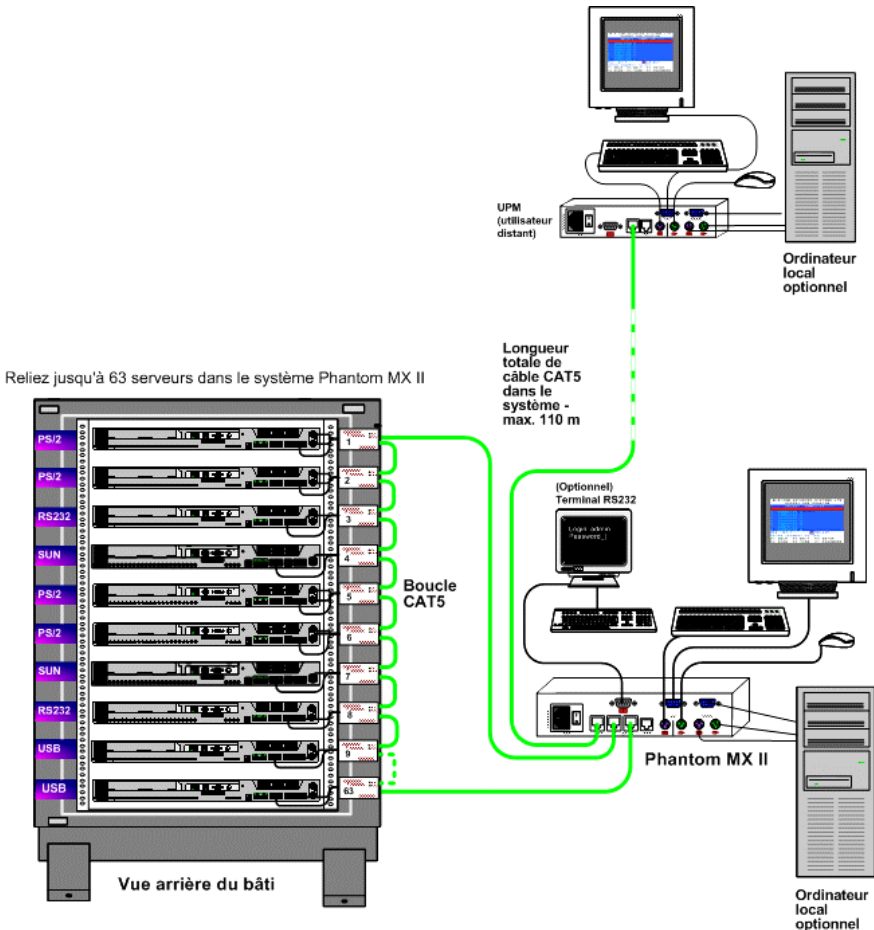 UPM
(utilisateur
distant)
Ordinateur
local
optionnel
Longueur
totale de
câble CAT5
dans le
système -
max. 110 m
Reliez jusqu'à 63 serveurs dans le système Phantom MX II
PS/2 1
PS/2 2
RS232 3
SUN 4
PS/2 5
PS/2 6
SUN 7
RS232 8
USB 9
USB 63
Boucle
CAT5
(Optionnel)
Terminal RS232
Login admin
Password_[
Phantom MX II
Vue arrière du bâti
Ordinateur
local
optionnel